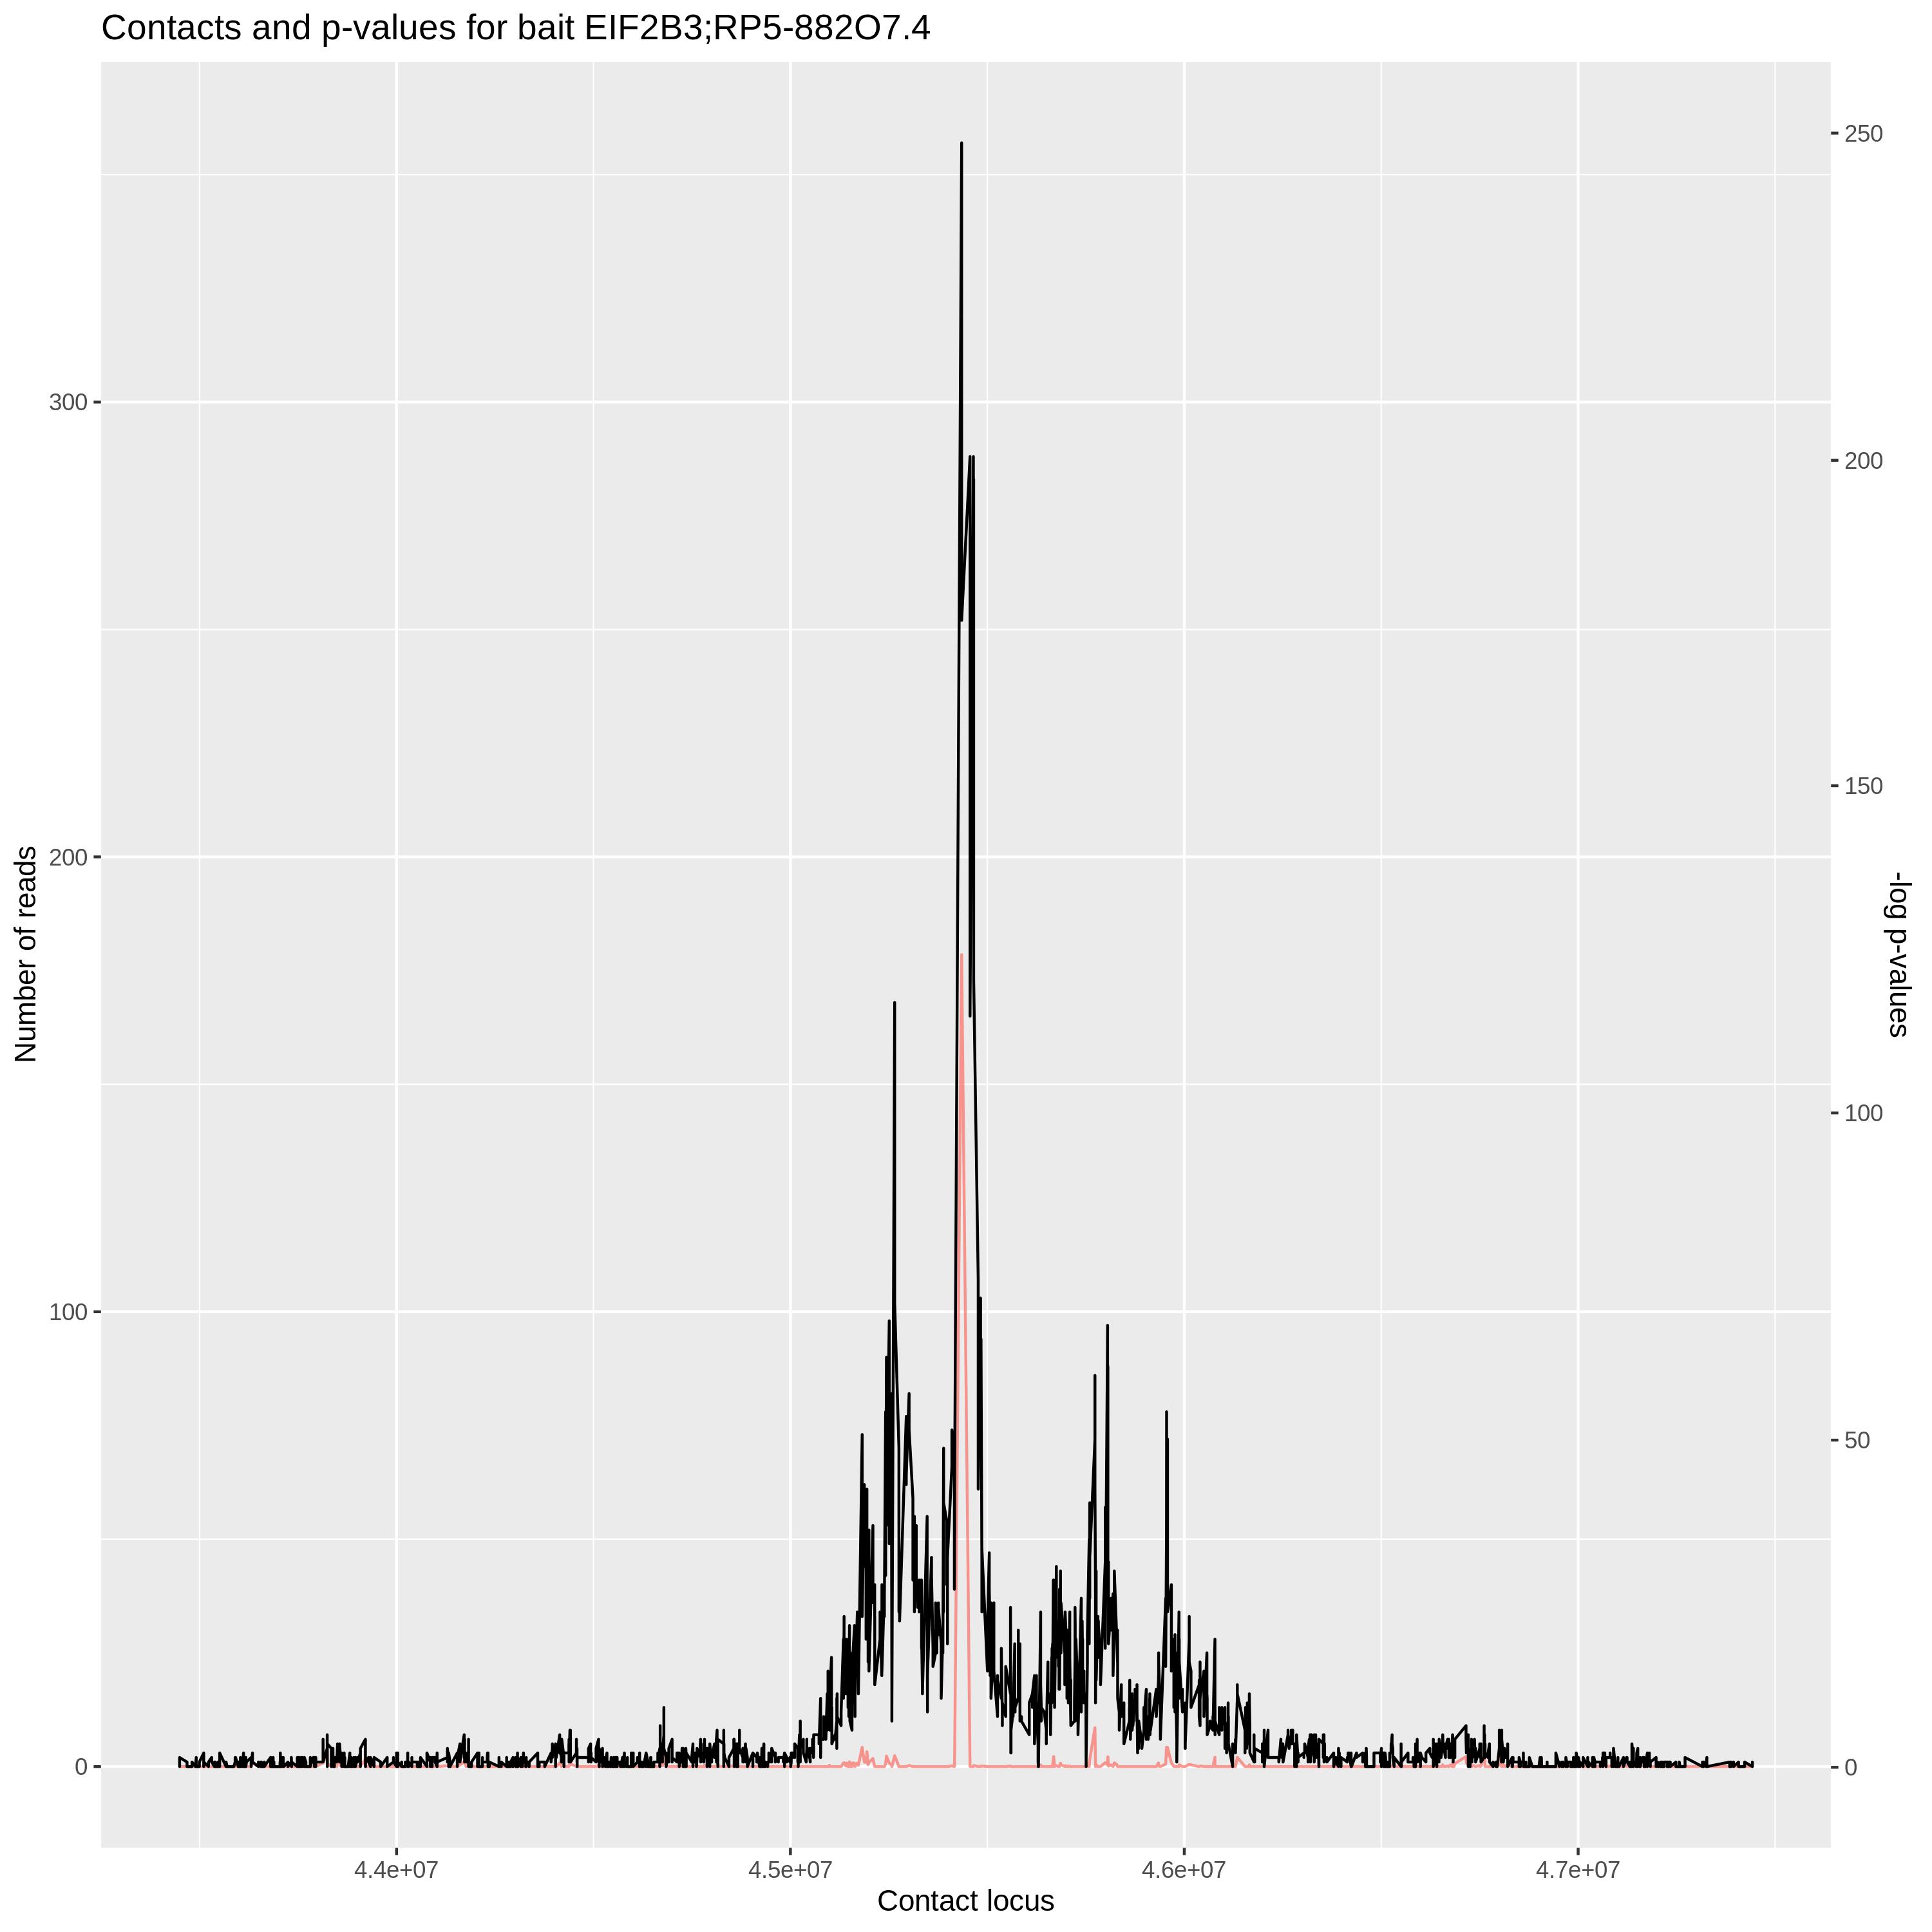 Contacts and p-values for bait EIF2B3;RP5-882O7.4
250
300
200
150
200
100
100
50
0
0
Number of reads
-log p-values
4.4e+07
4.5e+07
4.6e+07
4.7e+07
Contact locus